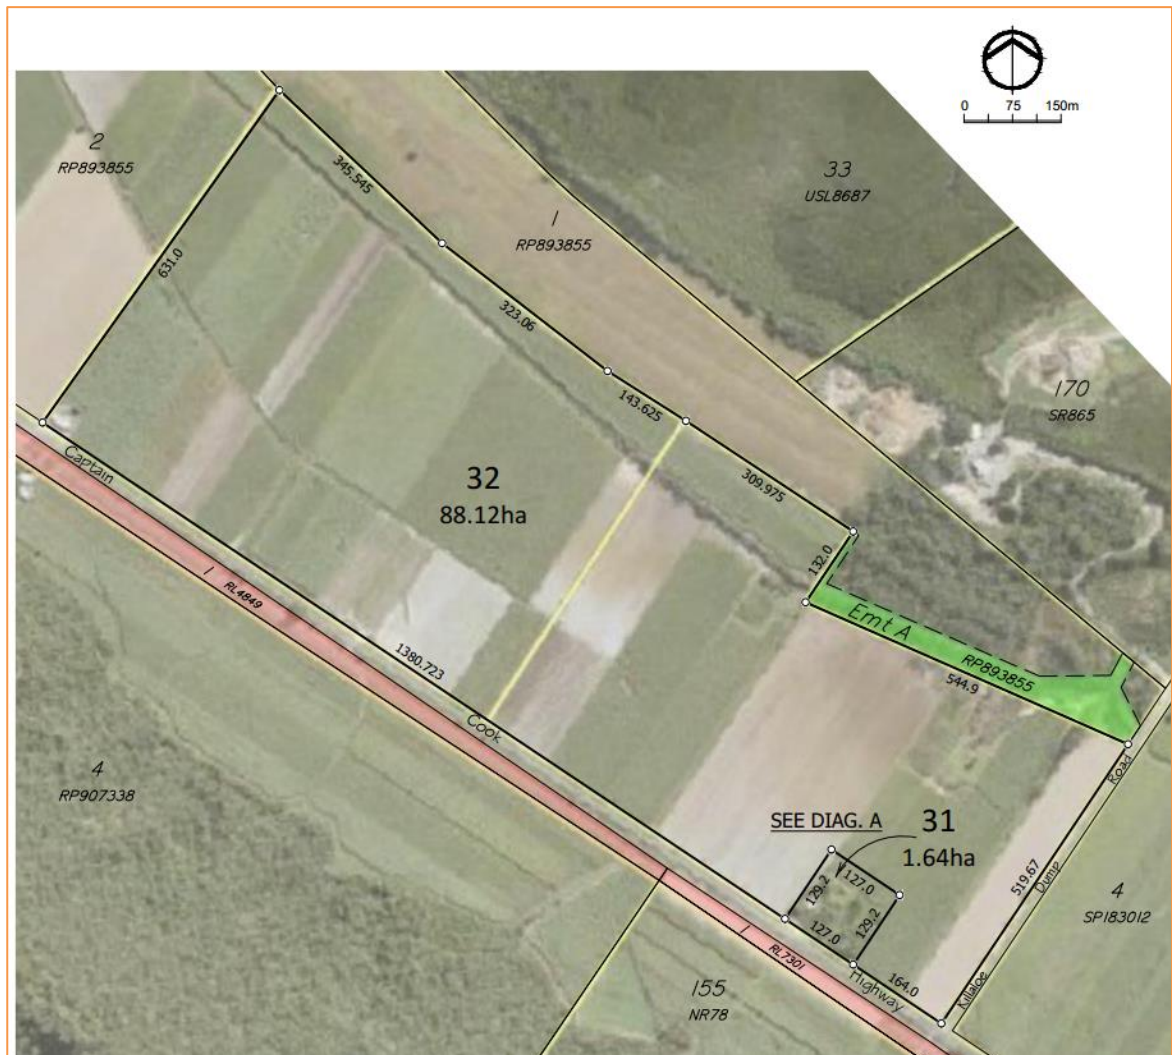 0 75 150m
2
RP893855
33
USL8687
345.545
1
RP893855
631.0
323.06
170
SR865
143.625
309.975
Captain
32
88.12ha
132.0
1
RL4849
Emt A
RP893855
544.9
1380.723
Cook
Road
4
RP907338
SEE DIAG. A
31
1.64ha
519.67
Dump
129.2
127.0
129.2
127.0
4
SP183012
1
RL7301
Highway
164.0
Killaloe
155
NR78